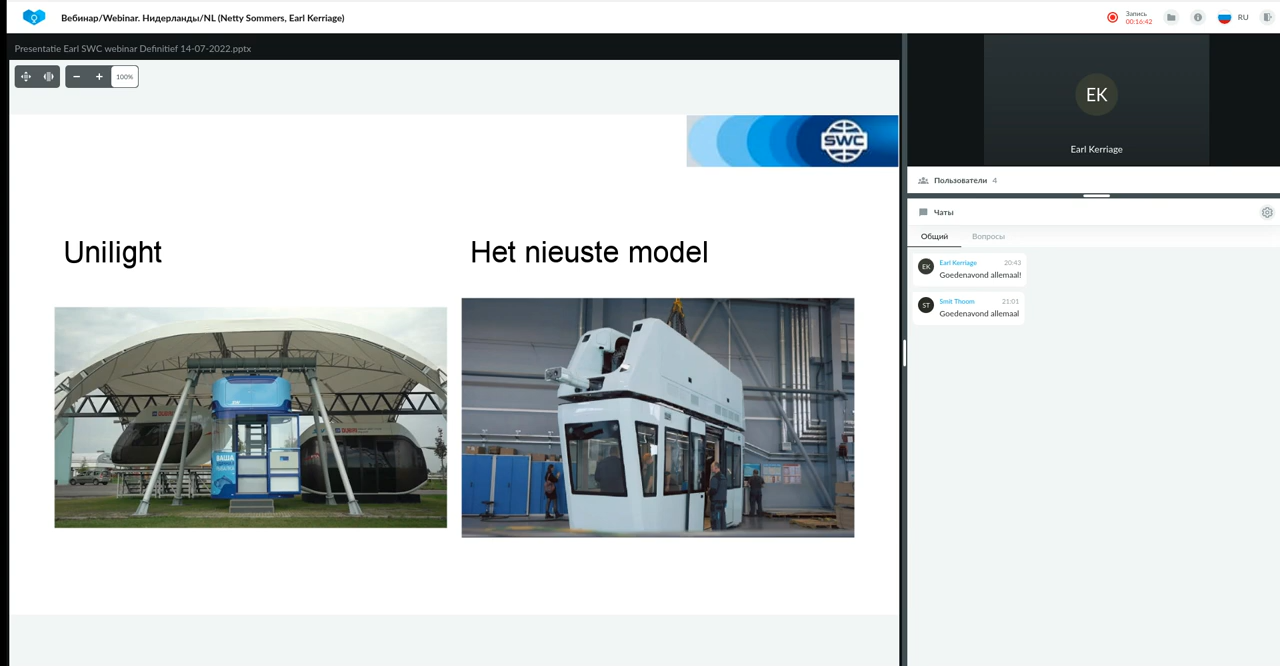 Вебинар/Webinar. Нидерланды/NL (Netty Sommers, Earl Kerriage)
Запись
00:16:42
RU
Presentatie Earl SWC webinar Definitief 14-07-2022.pptx
100%
SWC
Unilight
Het nieuste model
ВАША
EK
Earl Kerriage
Пользователи 4
Чаты
Общий Вопросы
EK Earl Kerriage 20:43
Goedenavond allemaal!
ST Smit Thoom 21:01
Goedenavond allemaal